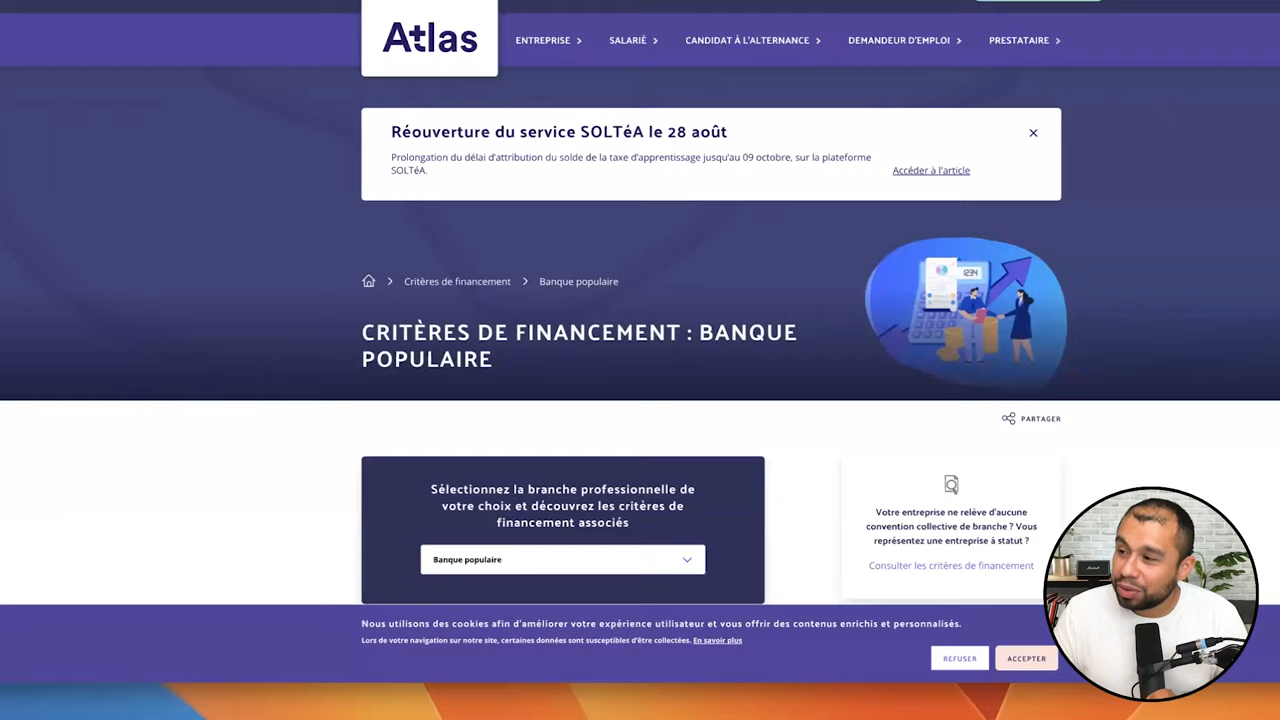 Atlas
ENTREPRISE
SALARIÉ
CANDIDAT À L'ALTERNANCE
DEMANDEUR D'EMPLOI
PRESTATAIRE
Réouverture du service SOLTéA le 28 août
Prolongation du délai d'attribution du solde de la taxe d'apprentissage jusqu'au 09 octobre, sur la plateforme
SOLTéA.
Accéder à l'article
Critères de financement
Banque populaire
1234
CRITÈRES DE FINANCEMENT : BANQUE
POPULAIRE
PARTAGER
Sélectionnez la branche professionnelle de
votre choix et découvrez les critères de
financement associés
Banque populaire
Votre entreprise ne relève d'aucune
convention collective de branche ? Vous
représentez une entreprise à statut ?
Consulter les critères de financement
Nous utilisons des cookies afin d'améliorer votre expérience utilisateur et vous offrir des contenus enrichis et personnalisés.
Lors de votre navigation sur notre site, certaines données sont susceptibles d'être collectées. En savoir plus
REFUSER
ACCEPTER